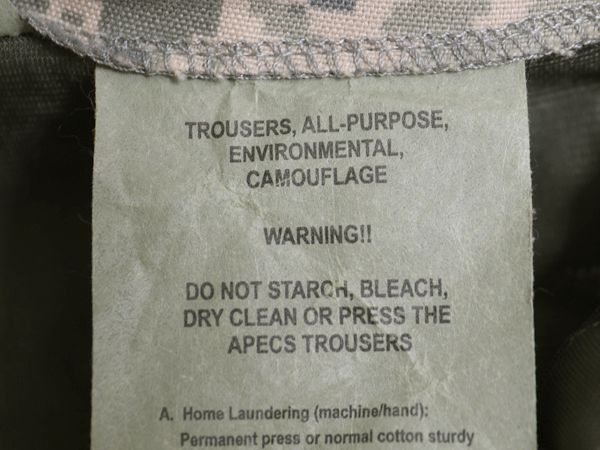 TROUSERS, ALL-PURPOSE,
ENVIRONMENTAL,
CAMOUFLAGE
WARNING!!
DO NOT STARCH, BLEACH,
DRY CLEAN OR PRESS THE
APECS TROUSERS
A. Home Laundering (machine/hand):
Permanent press or normal cotton sturdy